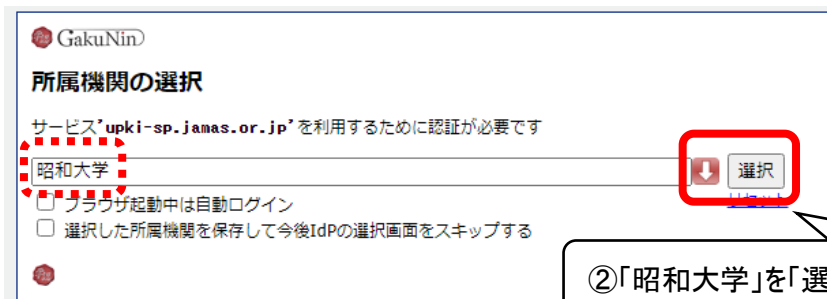 GakuNin
所属機関の選択
サービス'upki-sp.jamas.or.jp'を利用するために認証が必要です
昭和大学
選択
リセット
ブラウザ起動中は自動ログイン
選択した所属機関を保存して今後IdPの選択画面をスキップする
②「昭和大学」を「選